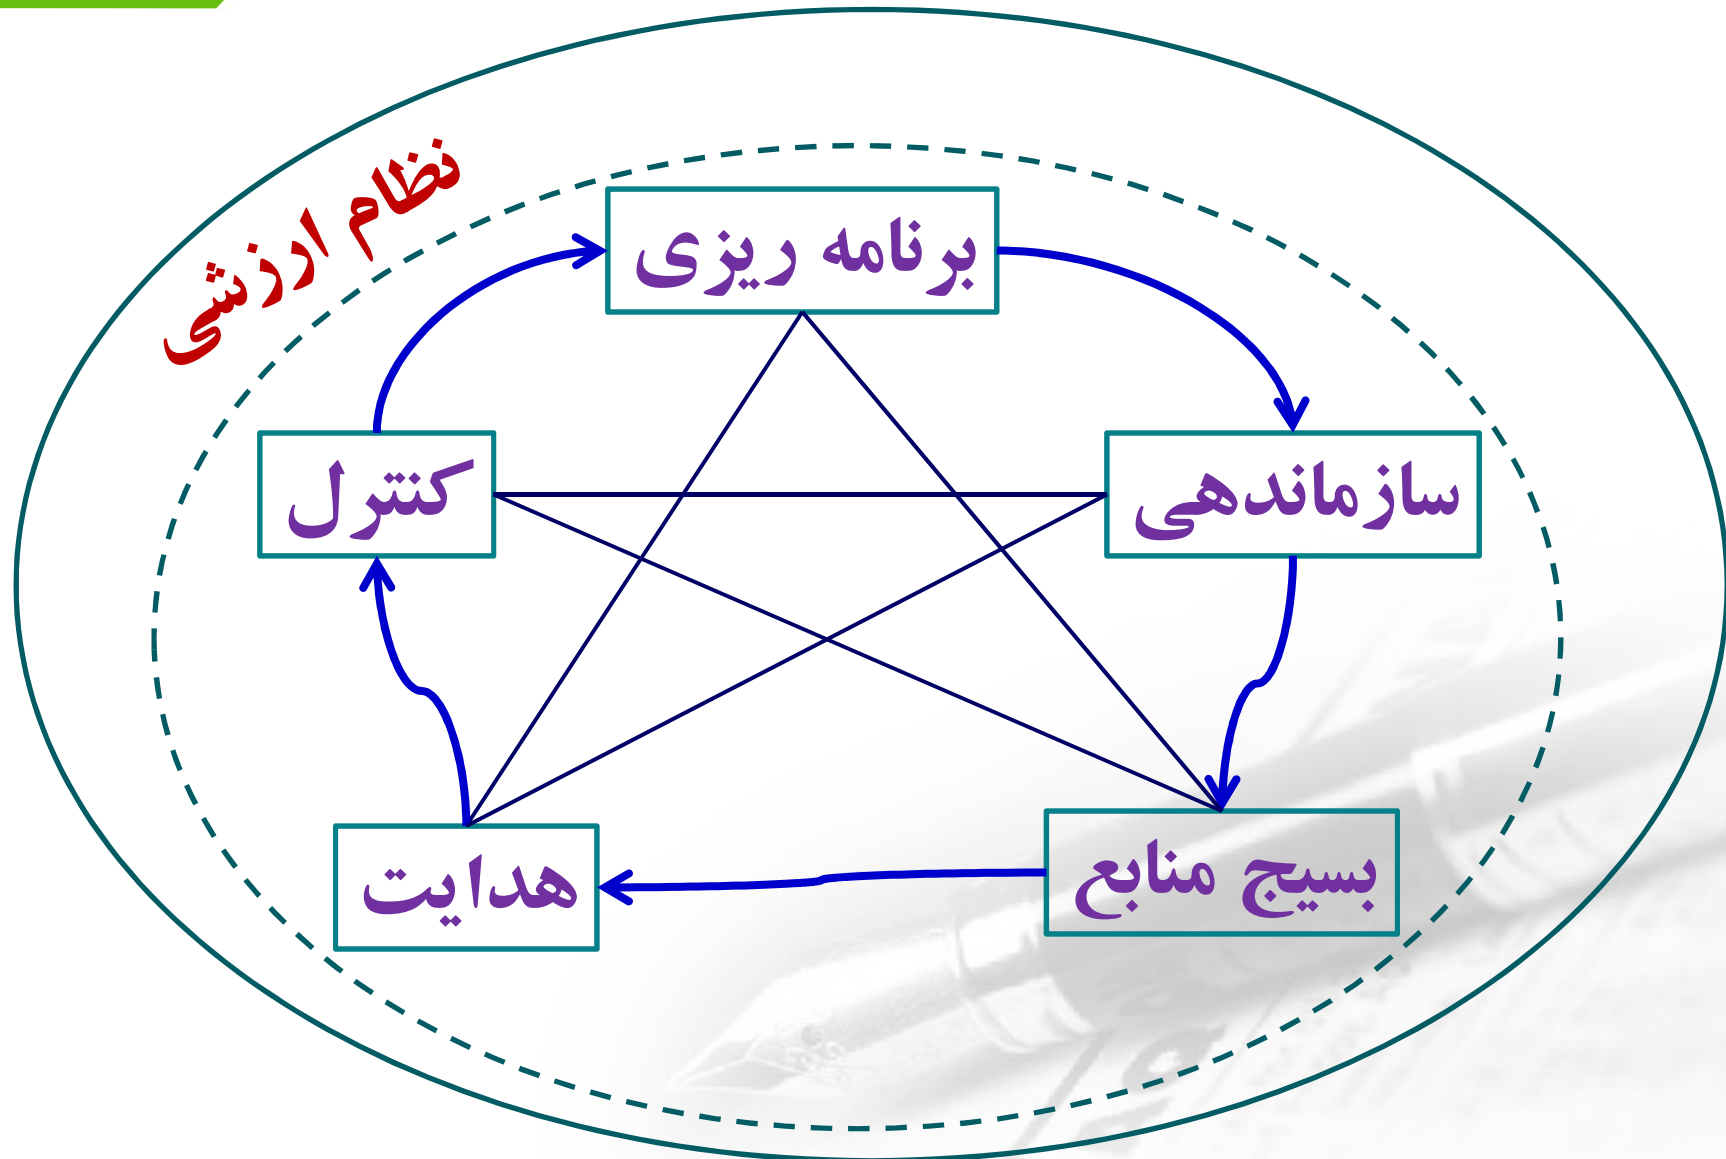 نظام ارزشی
برنامه ریزی
سازماندهی
کنترل
بسیج منابع
هدایت